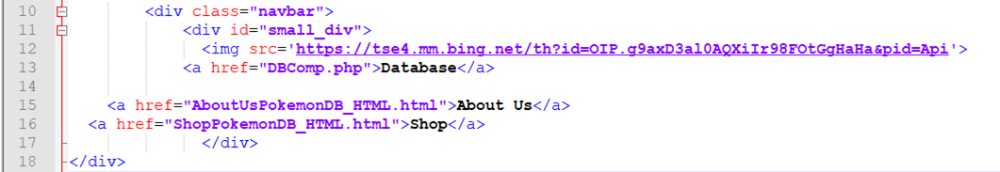 10 <div class="navbar">
11 <div id="small_div">
12 <img src='https://tse4.mm.bing.net/th?id=OIP.g9axD3al0AQXiIr98FOtGgHaHa&pid=Api'>
13 <a href="DBComp.php">Database</a>
14
15 <a href="AboutUsPokemonDB_HTML.html">About Us</a>
16 <a href="ShopPokemonDB_HTML.html">Shop</a>
17 </div>
18 </div>